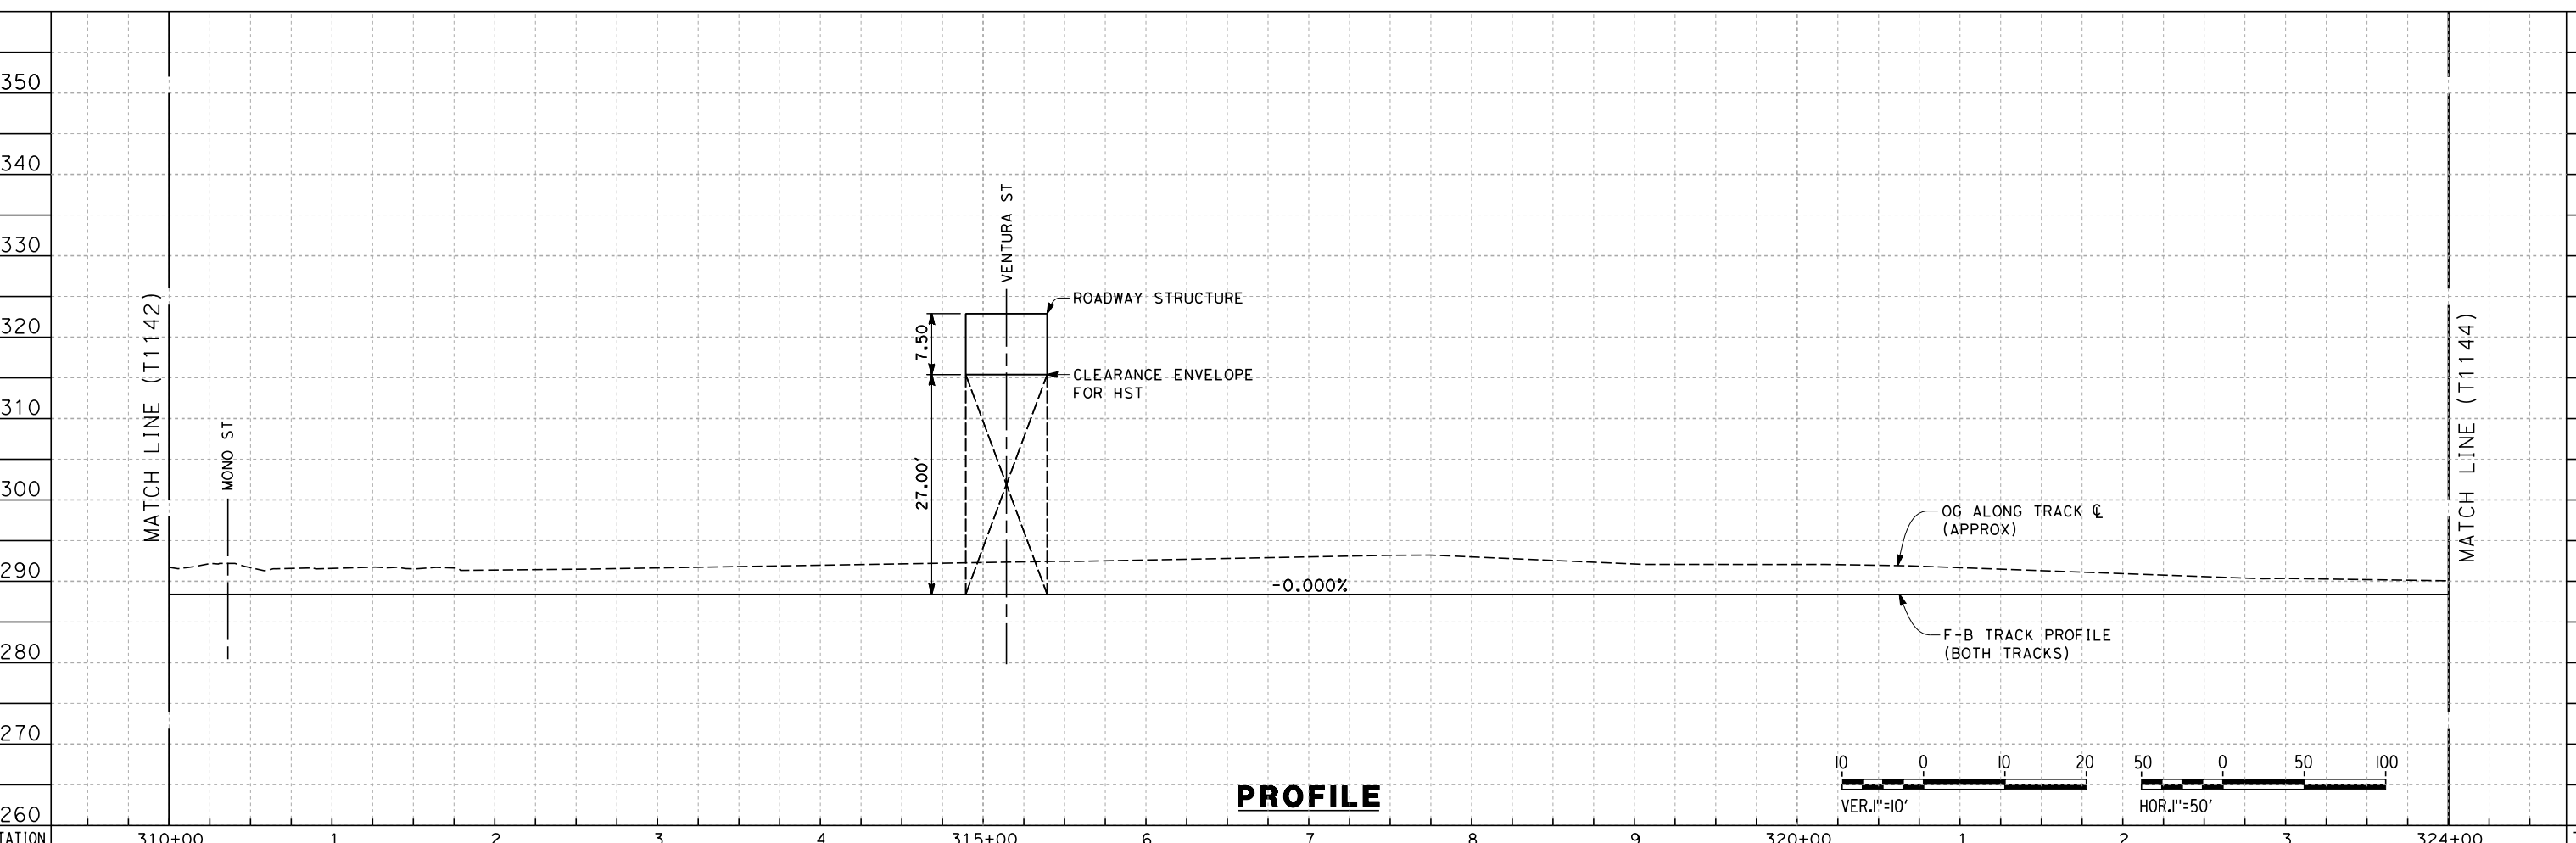 350
340
330
320
310
300
290
280
270
260
MATCH LINE (T1142)
MONO ST
VENTURA ST
7.50
27.00'
ROADWAY STRUCTURE
CLEARANCE ENVELOPE
FOR HST
-0.000%
OG ALONG TRACK ℄
(APPROX)
F-B TRACK PROFILE
(BOTH TRACKS)
MATCH LINE (T1144)
PROFILE
10 0 10 20
VER.1"=10'
50 0 50 100
HOR.1"=50'
310+00 1 2 3 4 315+00 6 7 8 9 320+00 1 2 3 324+00